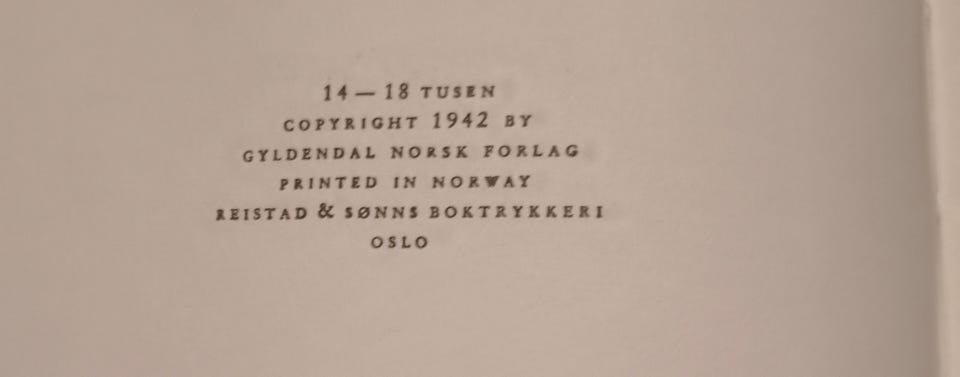 14 — 18 TUSEN
COPYRIGHT 1942 BY
GYLDENDAL NORSK FORLAG
PRINTED IN NORWAY
REISTAD & SØNNS BOKTRYKKERI
OSLO